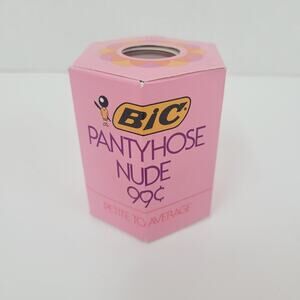 BiC
PANTYHOSE
NUDE
99¢
PETITE TO AVERAGE